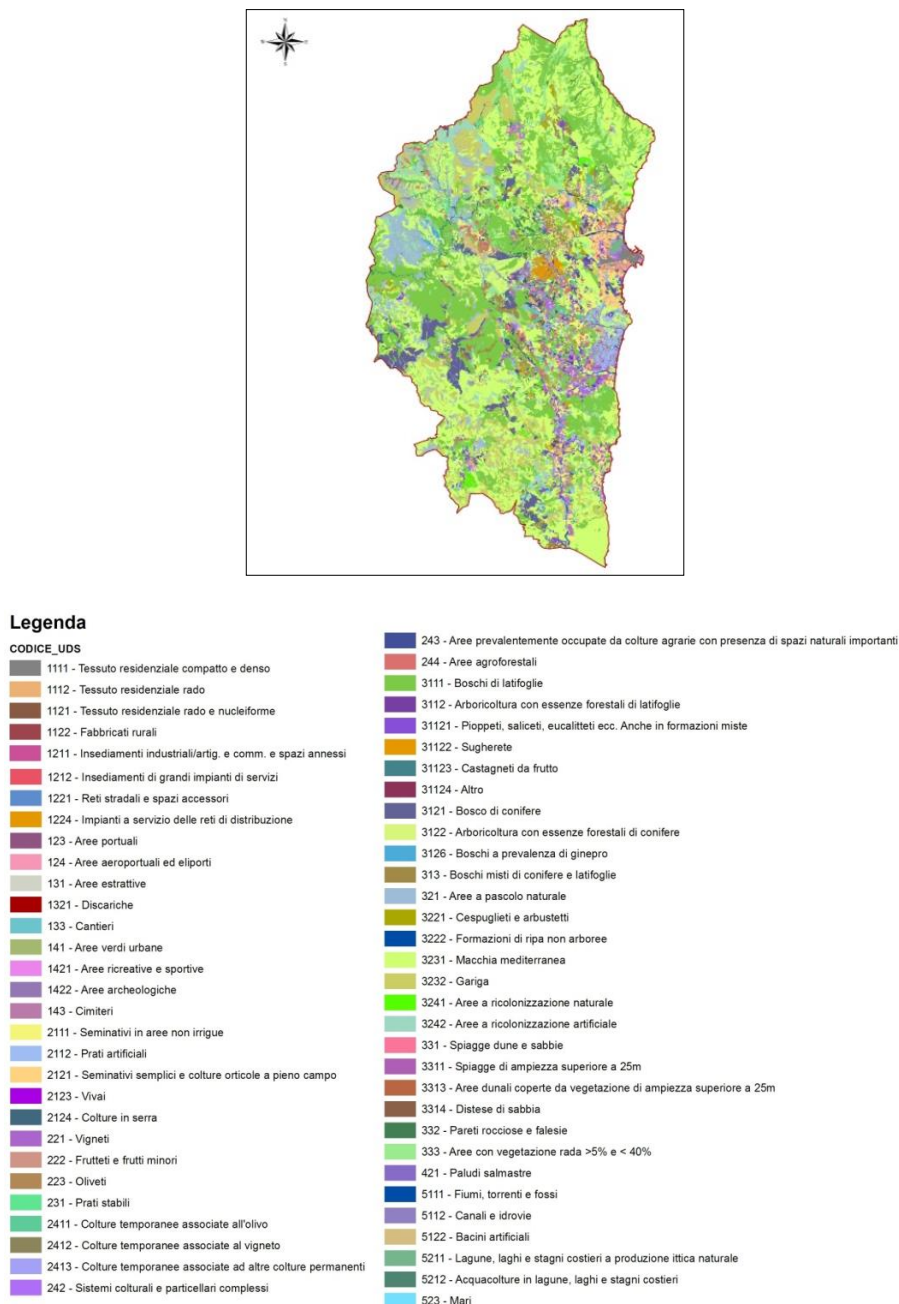 Legenda
CODICE_UDS
1111 - Tessuto residenziale compatto e denso
1112 - Tessuto residenziale rado
1121 - Tessuto residenziale rado e nucleiforme
1122 - Fabbricati rurali
1211 - Insediamenti industriali/artig. e comm. e spazi annessi
1212 - Insediamenti di grandi impianti di servizi
1221 - Reti stradali e spazi accessori
1224 - Impianti a servizio delle reti di distribuzione
123 - Aree portuali
124 - Aree aeroportuali ed eliporti
131 - Aree estrattive
1321 - Discariche
133 - Cantieri
141 - Aree verdi urbane
1421 - Aree ricreative e sportive
1422 - Aree archeologiche
143 - Cimiteri
2111 - Seminativi in aree non irrigue
2112 - Prati artificiali
2121 - Seminativi semplici e colture orticole a pieno campo
2123 - Vivai
2124 - Colture in serra
221 - Vigneti
222 - Frutteti e frutti minori
223 - Oliveti
231 - Prati stabili
2411 - Colture temporanee associate all'olivo
2412 - Colture temporanee associate al vigneto
2413 - Colture temporanee associate ad altre colture permanenti
242 - Sistemi colturali e particellari complessi
243 - Aree prevalentemente occupate da colture agrarie con presenza di spazi naturali importanti
244 - Aree agroforestali
3111 - Boschi di latifoglie
3112 - Arboricoltura con essenze forestali di latifoglie
31121 - Pioppeti, saliceti, eucalitteti ecc. Anche in formazioni miste
31122 - Sugherete
31123 - Castagneti da frutto
31124 - Altro
3121 - Bosco di conifere
3122 - Arboricoltura con essenze forestali di conifere
3126 - Boschi a prevalenza di ginepro
313 - Boschi misti di conifere e latifoglie
321 - Aree a pascolo naturale
3221 - Cespuglieti e arbustetti
3222 - Formazioni di ripa non arboree
3231 - Macchia mediterranea
3232 - Gariga
3241 - Aree a ricolonizzazione naturale
3242 - Aree a ricolonizzazione artificiale
331 - Spiagge dune e sabbie
3311 - Spiagge di ampiezza superiore a 25m
3313 - Aree dunali coperte da vegetazione di ampiezza superiore a 25m
3314 - Distese di sabbia
332 - Pareti rocciose e falesie
333 - Aree con vegetazione rada >5% e < 40%
421 - Paludi salmastre
5111 - Fiumi, torrenti e fossi
5112 - Canali e idrovie
5122 - Bacini artificiali
5211 - Lagune, laghi e stagni costieri a produzione ittica naturale
5212 - Acquacolture in lagune, laghi e stagni costieri
523 - Mari